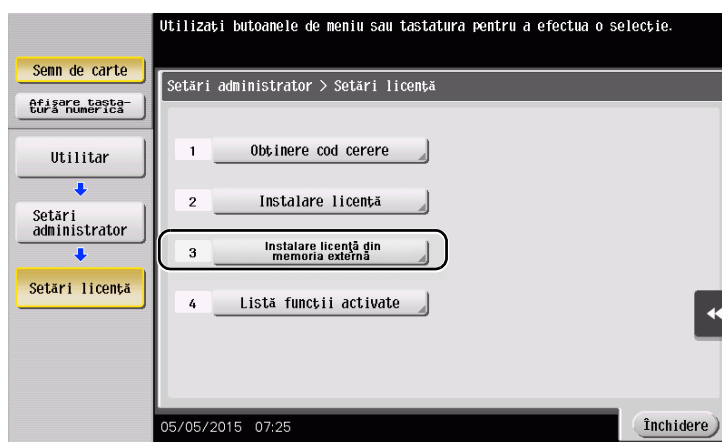 Utilizați butoanele de meniu sau tastatura pentru a efectua o selecție.
Semn de carte
Afișare tasta-
tură numerică
Utilitar
Setări
administrator
Setări licență
Setări administrator > Setări licență
1 Obținere cod cerere
2 Instalare licență
3 Instalare licență din
memoria externă
4 Listă funcții activate
05/05/2015 07:25
Închidere